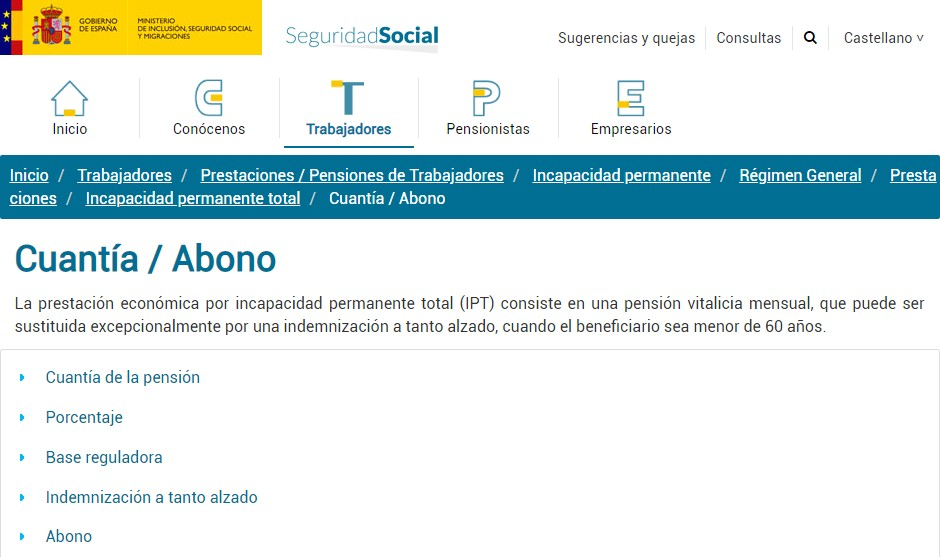 GOBIERNO
DE ESPAÑA
MINISTERIO
DE INCLUSIÓN, SEGURIDAD SOCIAL
Y MIGRACIONES
SeguridadSocial
Sugerencias y quejas
Consultas
Castellano
Inicio
Conócenos
Trabajadores
Pensionistas
Empresarios
Inicio / Trabajadores / Prestaciones / Pensiones de Trabajadores / Incapacidad permanente / Régimen General / Presta
ciones / Incapacidad permanente total / Cuantía / Abono
Cuantía / Abono
La prestación económica por incapacidad permanente total (IPT) consiste en una pensión vitalicia mensual, que puede ser
sustituida excepcionalmente por una indemnización a tanto alzado, cuando el beneficiario sea menor de 60 años.
Cuantía de la pensión
Porcentaje
Base reguladora
Indemnización a tanto alzado
Abono